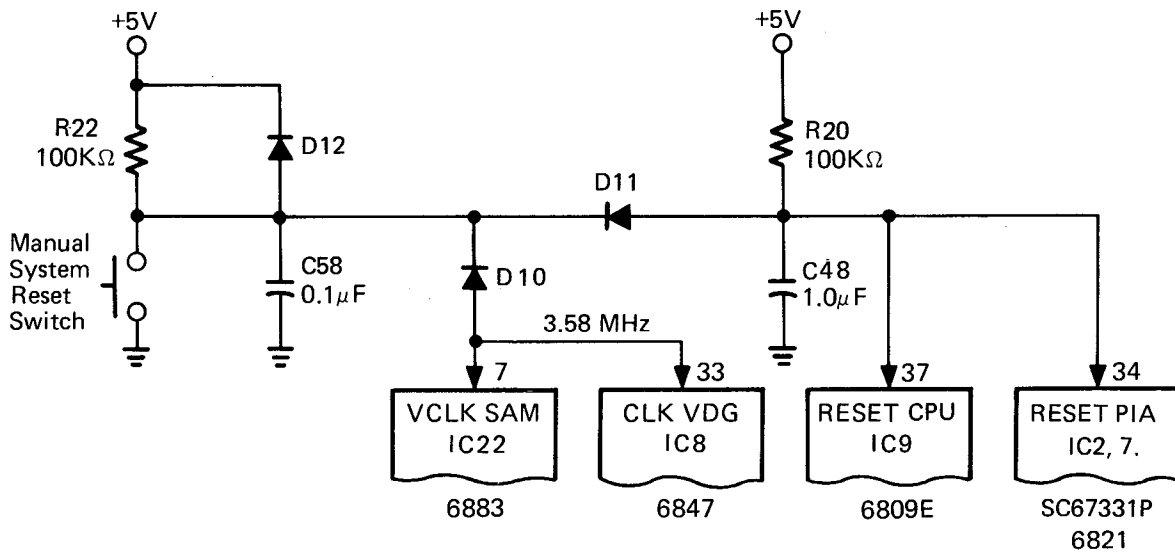 +5V
R22
100KΩ
D12
Manual
System
Reset
Switch
C58
0.1μF
D10
D11
3.58 MHz
+5V
R20
100KΩ
C48
1.0μF
7
VCLK SAM
IC22
6883
33
CLK VDG
IC8
6847
37
RESET CPU
IC9
6809E
34
RESET PIA
IC2, 7.
SC67331P
6821